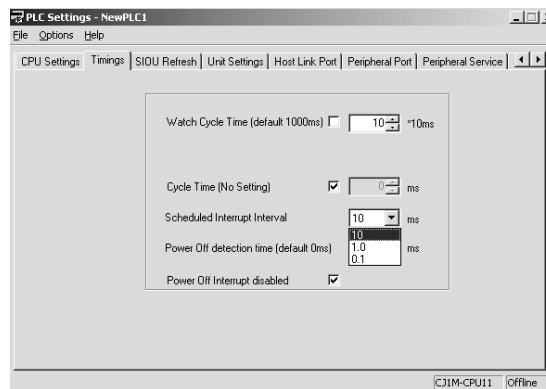 PLC Settings - NewPLC1
File Options Help
CPU Settings Timings SIOU Refresh Unit Settings Host Link Port Peripheral Port Peripheral Service
Watch Cycle Time (default 1000ms) 10 *10ms
Cycle Time (No Setting) 0 ms
Scheduled Interrupt Interval 10 ms
10
Power Off detection time (default 0ms) 1.0 ms
0.1
Power Off Interrupt disabled
CJ1M-CPU11 Offline